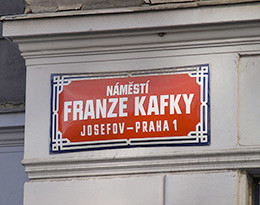 NÁMĚSTÍ
FRANZE KAFKY
JOSEFOV – PRAHA 1